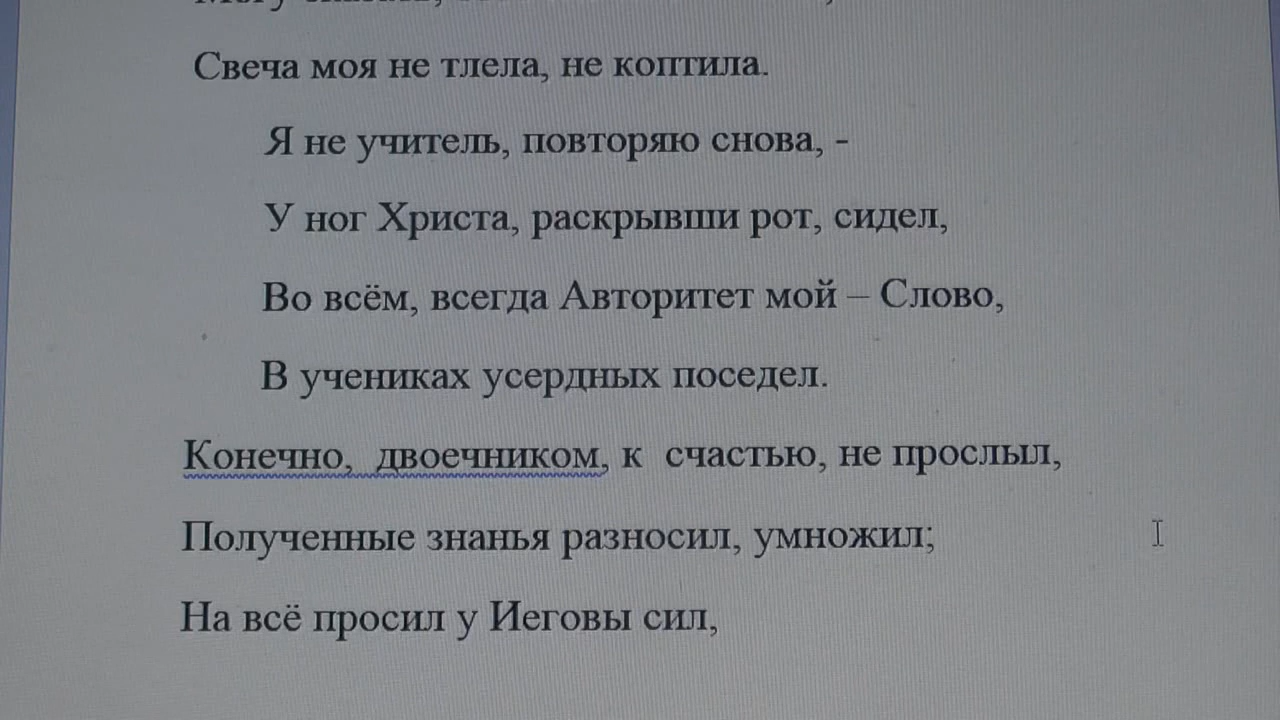 Свеча моя не тлела, не коптила.
Я не учитель, повторяю снова, -
У ног Христа, раскрывши рот, сидел,
Во всём, всегда Авторитет мой – Слово,
В учениках усердных поседел.
Конечно, двоечником, к счастью, не прослыл,
Полученные знанья разносил, умножил;
На всё просил у Иеговы сил,